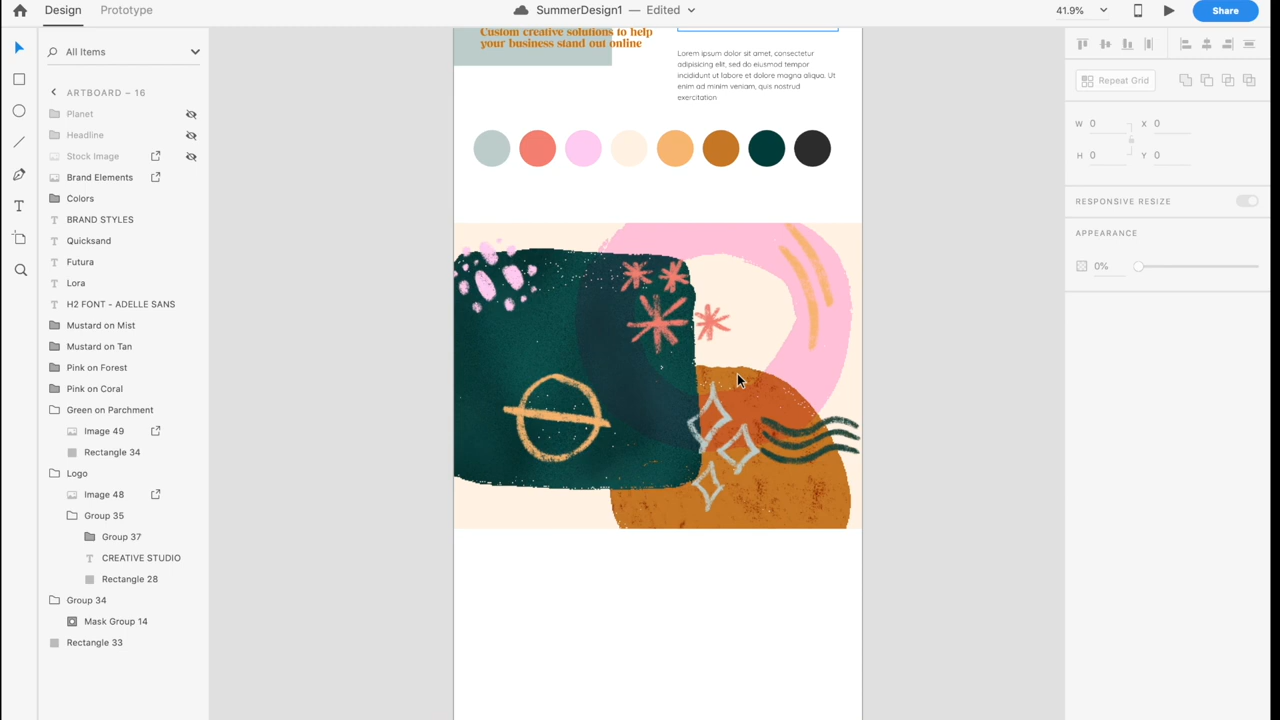 Design
Prototype
SummerDesign1 — Edited
41.9%
Share
All Items
ARTBOARD – 16
Planet
Headline
Stock Image
Brand Elements
Colors
BRAND STYLES
Quicksand
Futura
Lora
H2 FONT - ADELLE SANS
Mustard on Mist
Mustard on Tan
Pink on Forest
Pink on Coral
Green on Parchment
Image 49
Rectangle 34
Logo
Image 48
Group 35
Group 37
CREATIVE STUDIO
Rectangle 28
Group 34
Mask Group 14
Rectangle 33
Custom creative solutions to help
your business stand out online
Lorem ipsum dolor sit amet, consectetur
adipisicing elit, sed do eiusmod tempor
incididunt ut labore et dolore magna aliqua. Ut
enim ad minim veniam, quis nostrud
exercitation
Repeat Grid
W 0 X 0
H 0 Y 0
RESPONSIVE RESIZE
APPEARANCE
0%